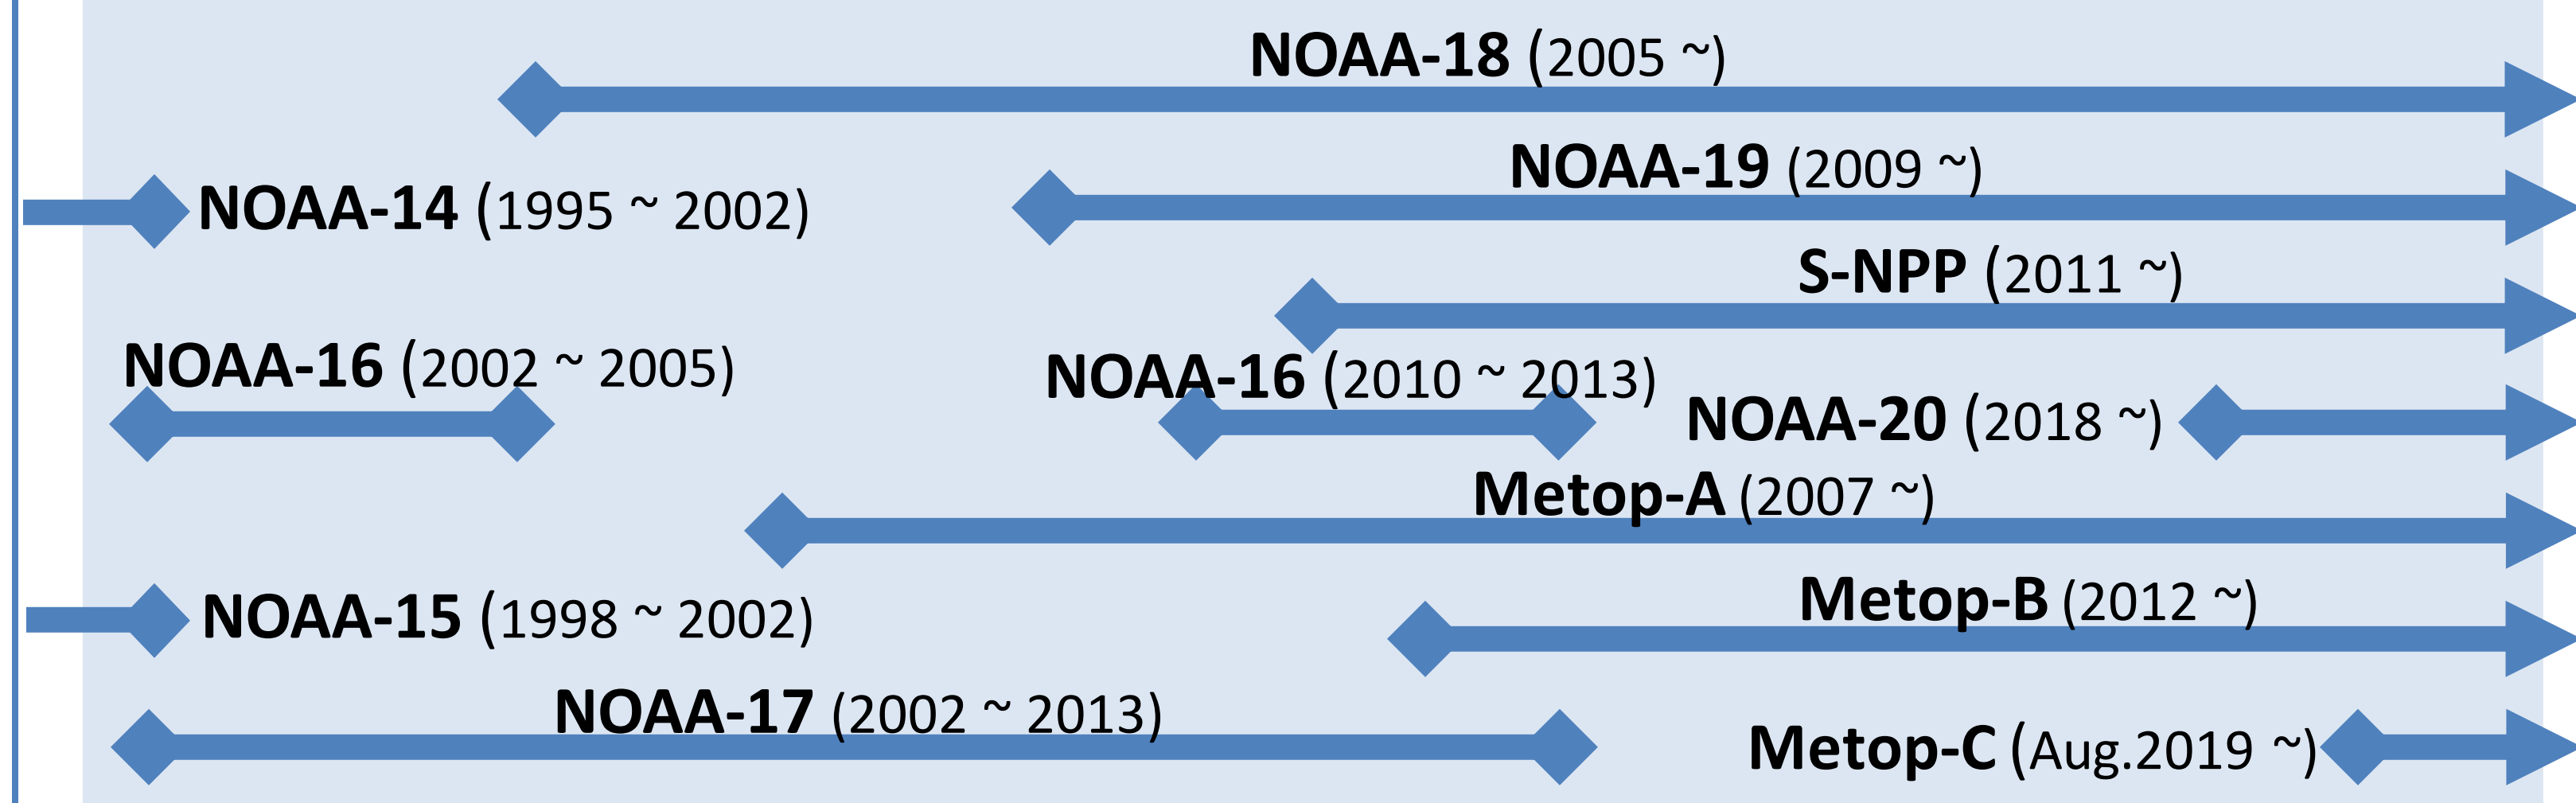 NOAA-18 (2005 ~)
NOAA-19 (2009 ~)
NOAA-14 (1995 ~ 2002)
S-NPP (2011 ~)
NOAA-16 (2002 ~ 2005)
NOAA-16 (2010 ~ 2013)
NOAA-20 (2018 ~)
Metop-A (2007 ~)
NOAA-15 (1998 ~ 2002)
Metop-B (2012 ~)
NOAA-17 (2002 ~ 2013)
Metop-C (Aug.2019 ~)